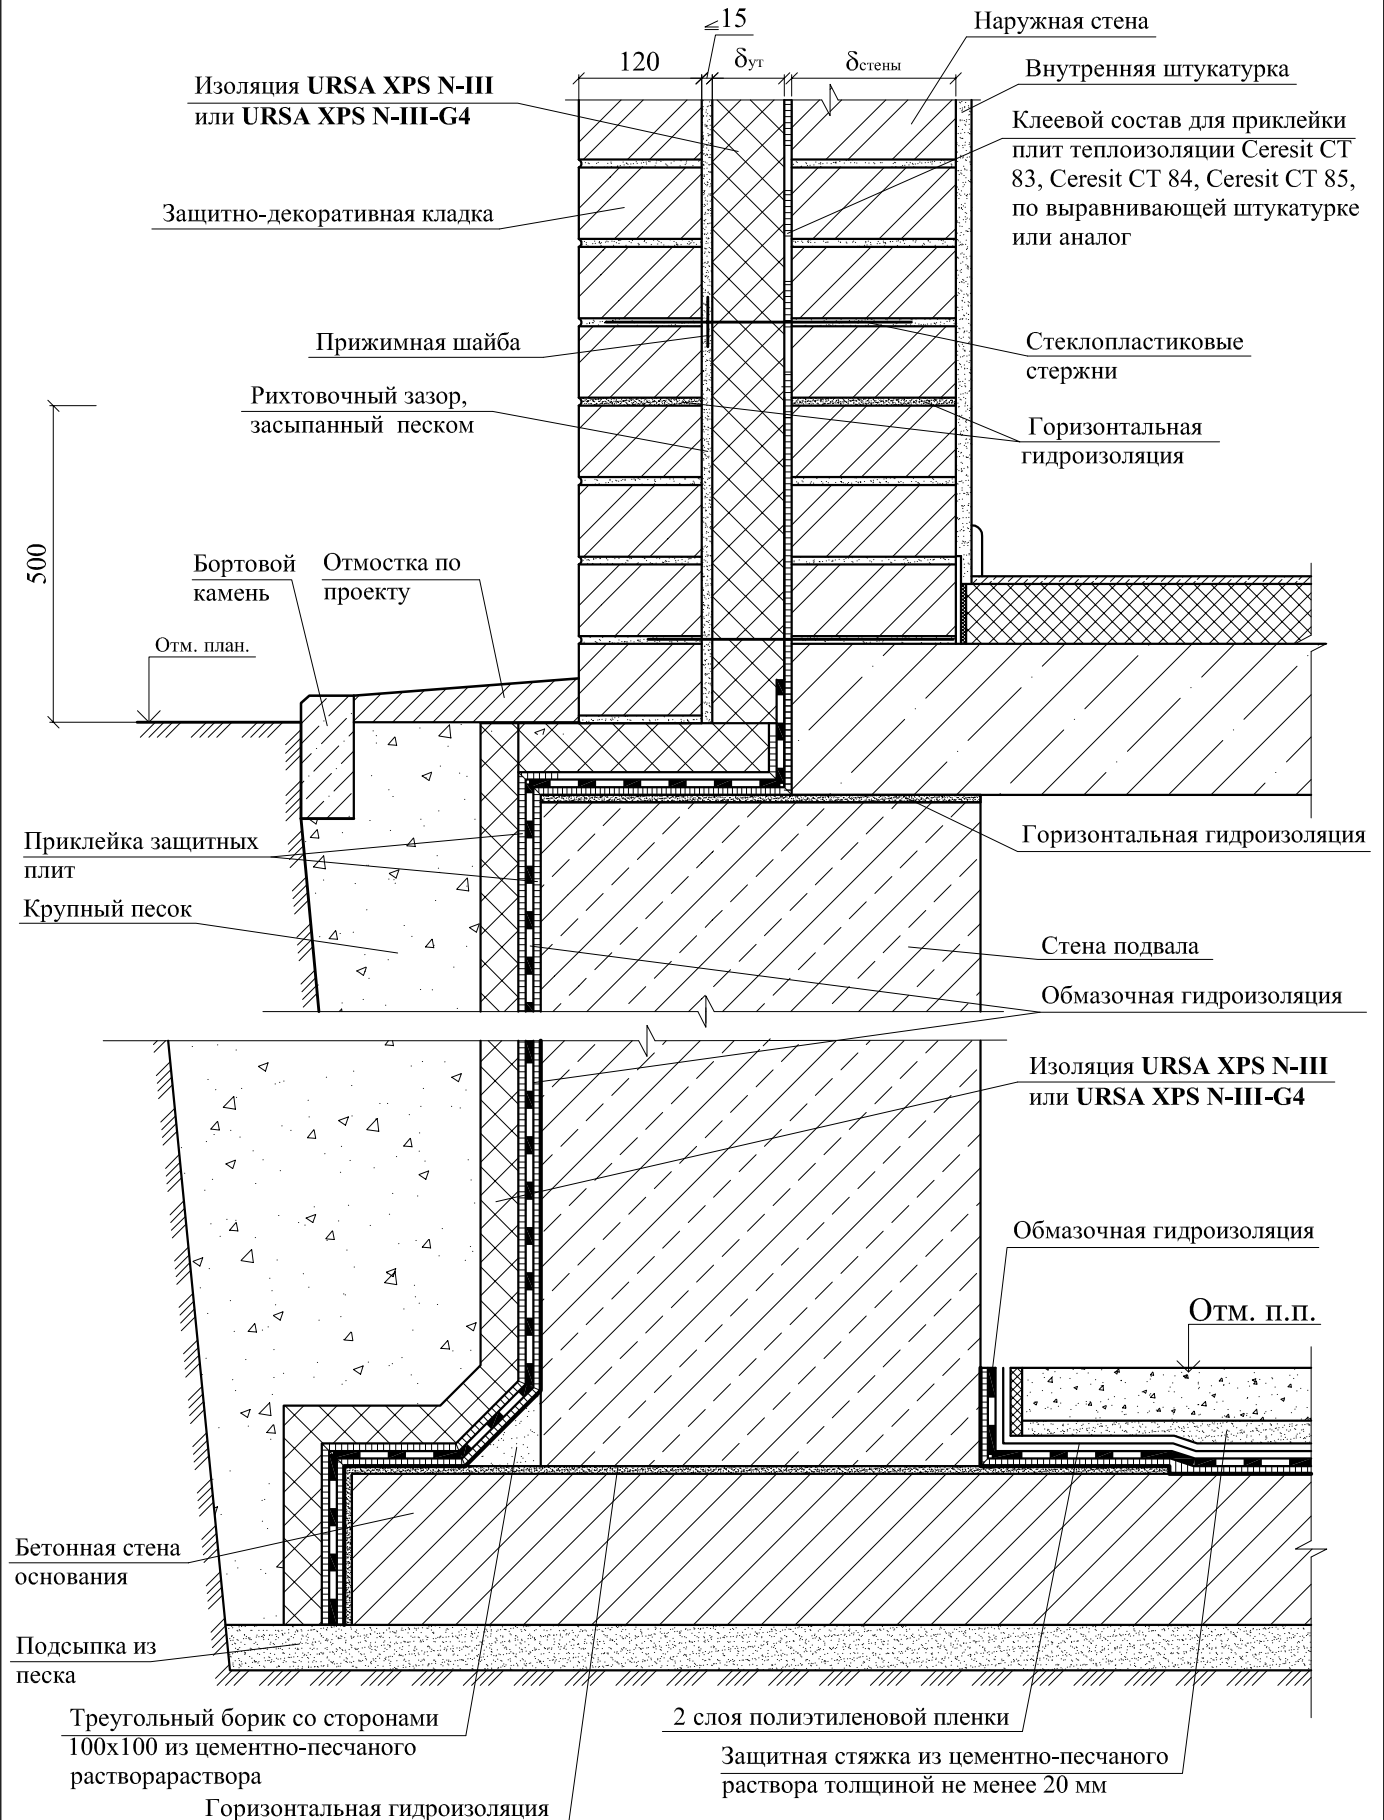 ≤15
Наружная стена
120
δут
δстены
Изоляция URSA XPS N-III
или URSA XPS N-III-G4
Внутренняя штукатурка
Клеевой состав для приклейки
плит теплоизоляции Ceresit CT
83, Ceresit CT 84, Ceresit CT 85,
по выравнивающей штукатурке
или аналог
Защитно-декоративная кладка
Прижимная шайба
Стеклопластиковые
стержни
Рихтовочный зазор,
засыпанный песком
Горизонтальная
гидроизоляция
500
Бортовой
камень
Отмостка по
проекту
Отм. план.
Приклейка защитных
плит
Горизонтальная гидроизоляция
Крупный песок
Стена подвала
Обмазочная гидроизоляция
Изоляция URSA XPS N-III
или URSA XPS N-III-G4
Обмазочная гидроизоляция
Отм. п.п.
Бетонная стена
основания
Подсыпка из
песка
Треугольный борик со сторонами
100x100 из цементно-песчаного
растворараствора
2 слоя полиэтиленовой пленки
Защитная стяжка из цементно-песчаного
раствора толщиной не менее 20 мм
Горизонтальная гидроизоляция